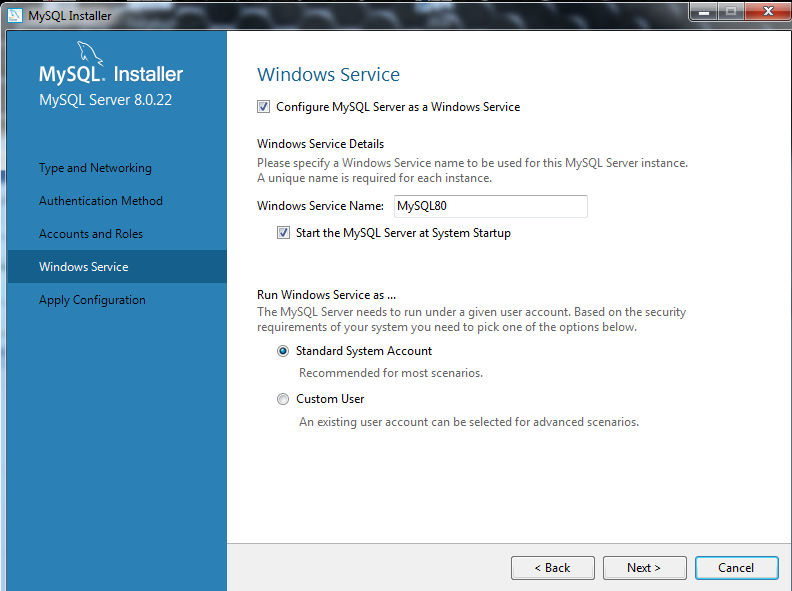 MySQL Installer
MySQL. Installer
MySQL Server 8.0.22
Type and Networking
Authentication Method
Accounts and Roles
Windows Service
Apply Configuration
Windows Service
Configure MySQL Server as a Windows Service
Windows Service Details
Please specify a Windows Service name to be used for this MySQL Server instance.
A unique name is required for each instance.
Windows Service Name: MySQL80
Start the MySQL Server at System Startup
Run Windows Service as ...
The MySQL Server needs to run under a given user account. Based on the security
requirements of your system you need to pick one of the options below.
Standard System Account
Recommended for most scenarios.
Custom User
An existing user account can be selected for advanced scenarios.
< Back Next > Cancel